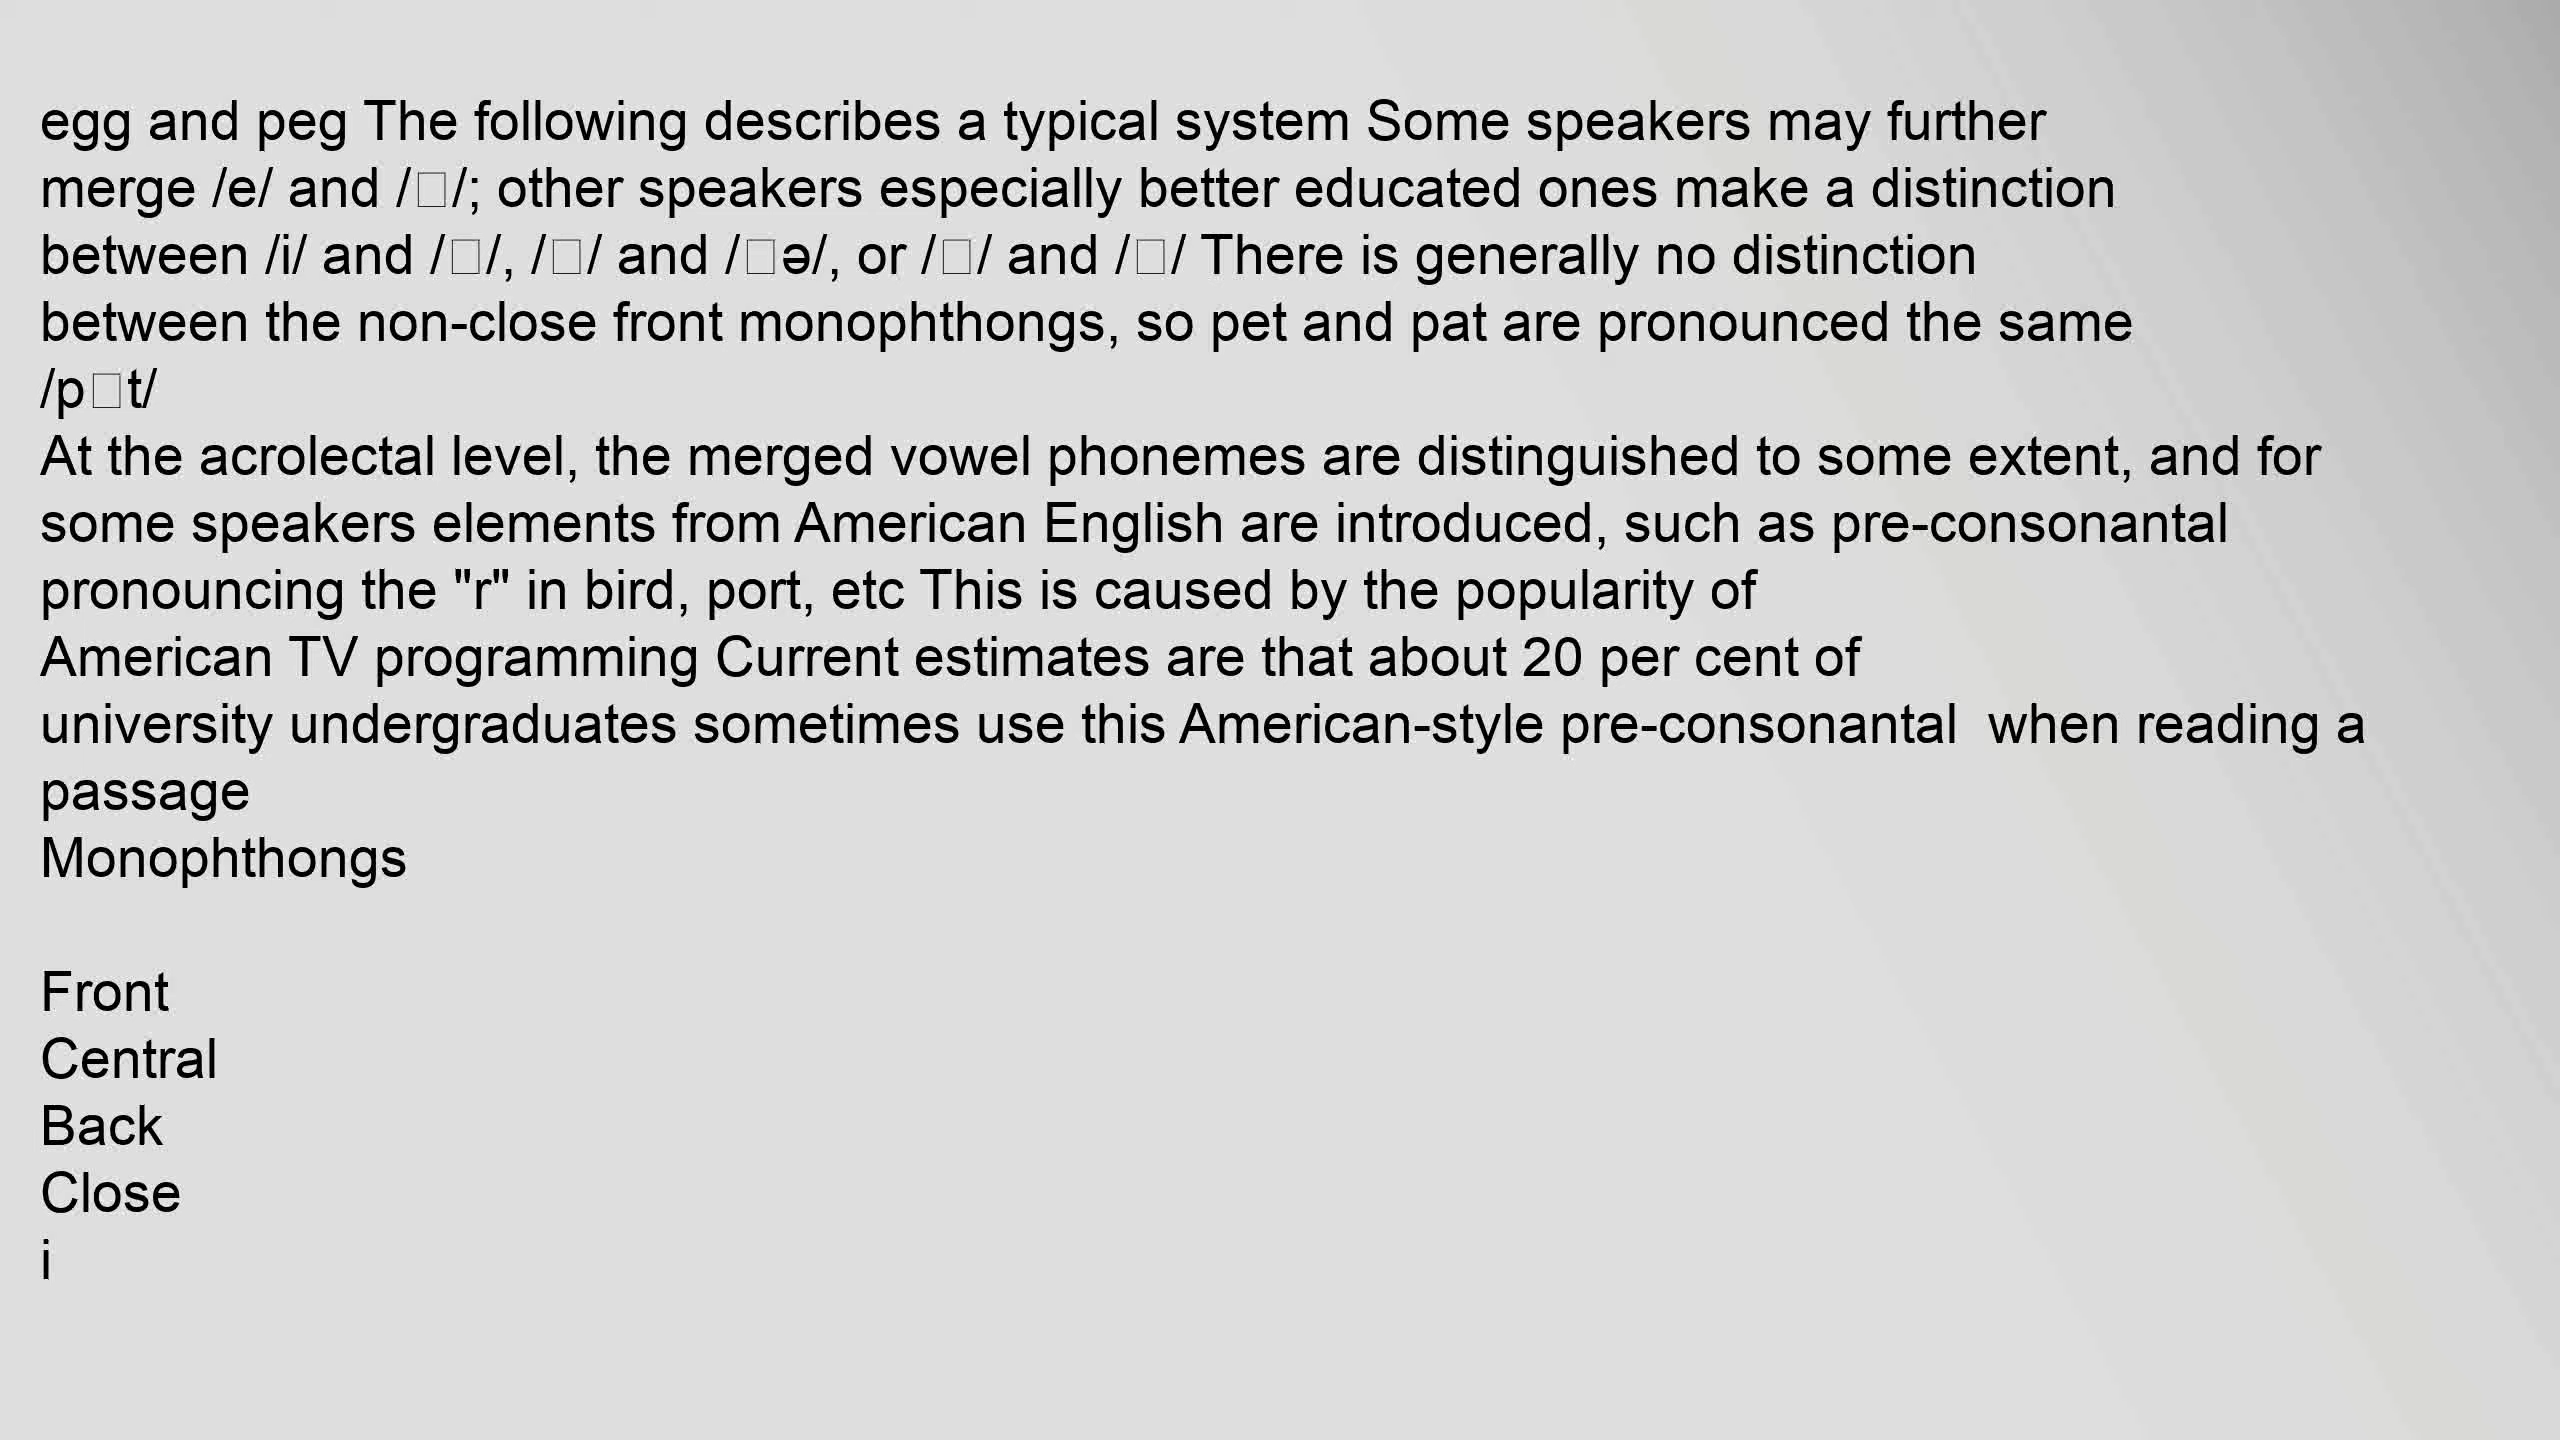 egg and peg The following describes a typical system Some speakers may further
merge /e/ and /□/; other speakers especially better educated ones make a distinction
between /i/ and /□/, /□/ and /□ə/, or /□/ and /□/ There is generally no distinction
between the non-close front monophthongs, so pet and pat are pronounced the same
/p□t/
At the acrolectal level, the merged vowel phonemes are distinguished to some extent, and for
some speakers elements from American English are introduced, such as pre-consonantal
pronouncing the "r" in bird, port, etc This is caused by the popularity of
American TV programming Current estimates are that about 20 per cent of
university undergraduates sometimes use this American-style pre-consonantal  when reading a
passage
Monophthongs
Front
Central
Back
Close
i